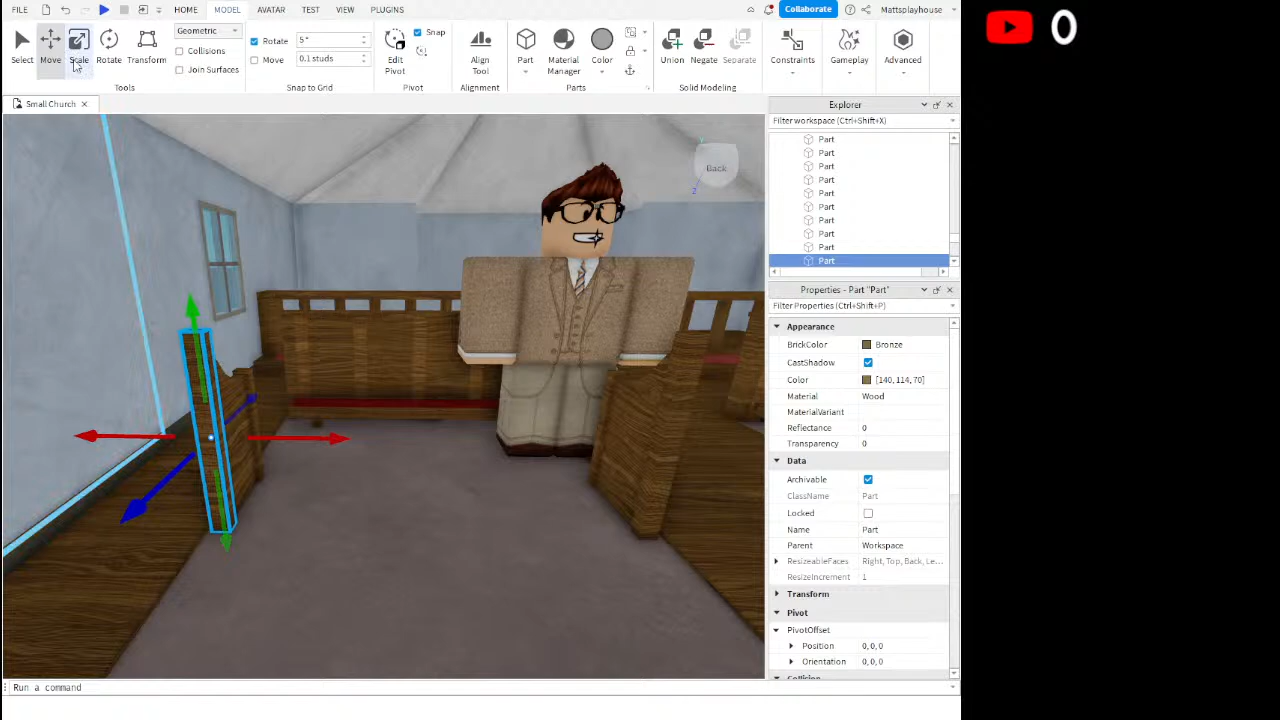 FILE HOME MODEL AVATAR TEST VIEW PLUGINS Collaborate Mattsplayhouse
Select Move Scale Rotate Transform
Geometric
Collisions
Join Surfaces
Tools
Rotate 5°
Move 0.1 studs
Snap to Grid
Edit
Pivot
Snap
Pivot
Align
Tool
Alignment
Part
Material
Manager
Color
Parts
Union Negate Separate
Solid Modeling
Constraints
Gameplay
Advanced
0
Small Church
Explorer
Filter workspace (Ctrl+Shift+X)
Part
Part
Part
Part
Part
Part
Part
Part
Part
Part
Back
Y
Z
Properties - Part "Part"
Filter Properties (Ctrl+Shift+P)
Appearance
BrickColor Bronze
CastShadow
Color [140, 114, 70]
Material Wood
MaterialVariant
Reflectance 0
Transparency 0
Data
Archivable
ClassName Part
Locked
Name Part
Parent Workspace
ResizeableFaces Right, Top, Back, Le...
ResizeIncrement 1
Transform
Pivot
PivotOffset
Position 0,0,0
Orientation 0,0,0
Collision
Run a command